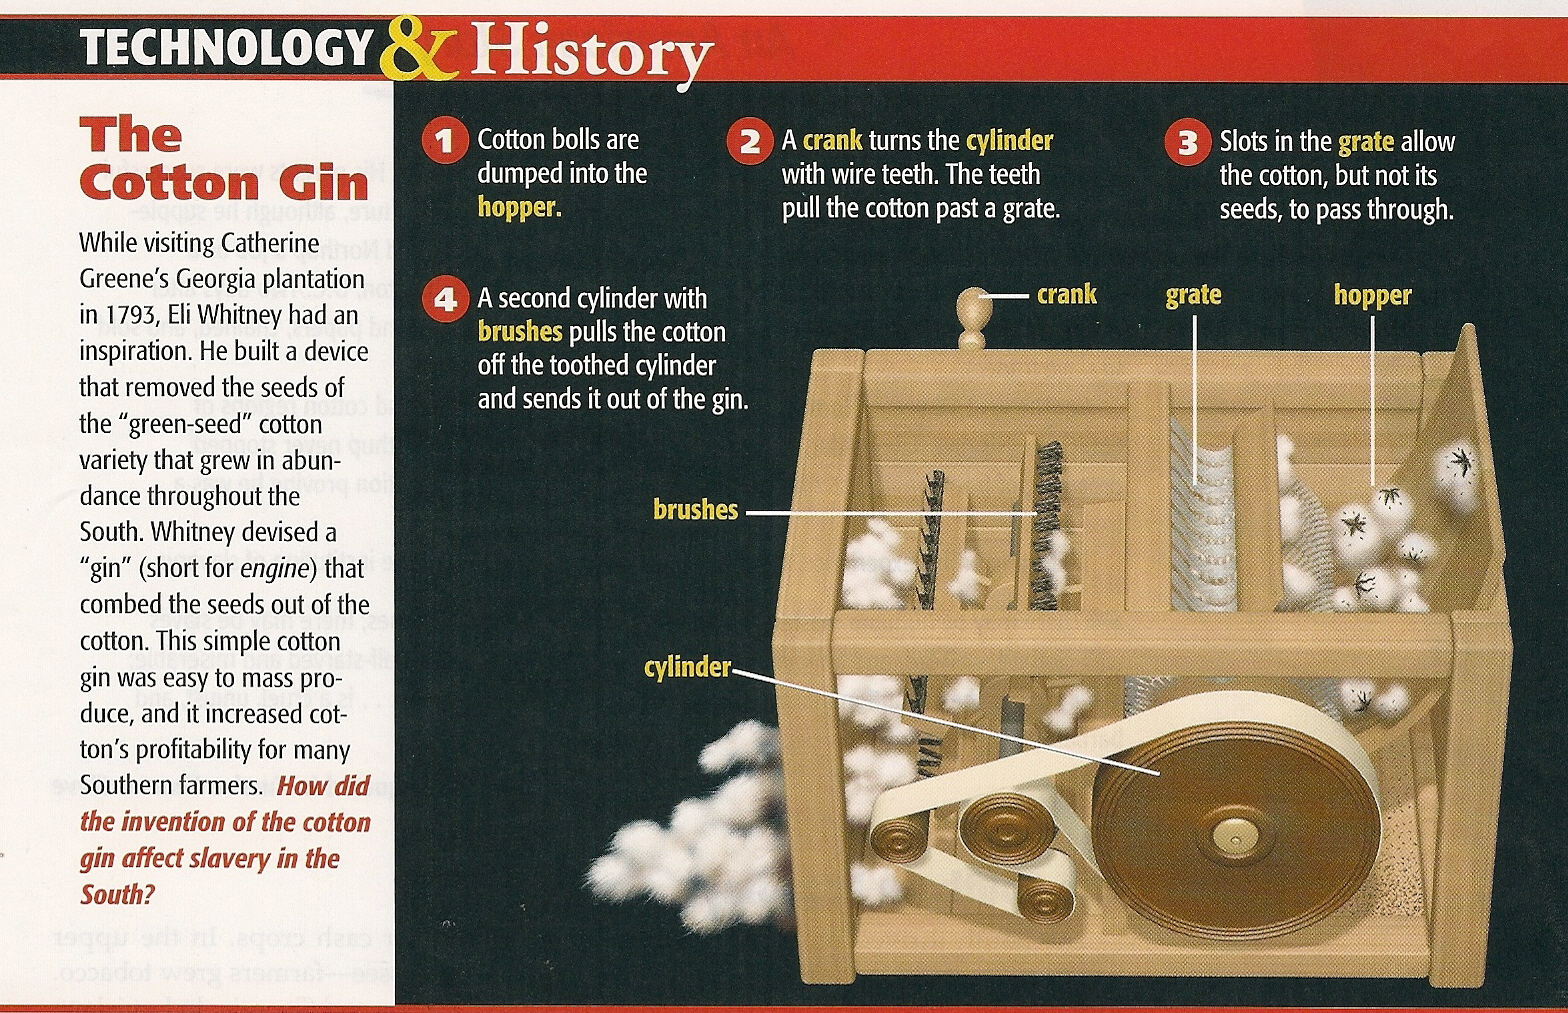 TECHNOLOGY & History
The
Cotton Gin
While visiting Catherine
Greene's Georgia plantation
in 1793, Eli Whitney had an
inspiration. He built a device
that removed the seeds of
the “green-seed” cotton
variety that grew in abun-
dance throughout the
South. Whitney devised a
“gin” (short for engine) that
combed the seeds out of the
cotton. This simple cotton
gin was easy to mass pro-
duce, and it increased cot-
ton's profitability for many
Southern farmers. How did
the invention of the cotton
gin affect slavery in the
South?
1 Cotton bolls are
dumped into the
hopper.
2 A crank turns the cylinder
with wire teeth. The teeth
pull the cotton past a grate.
3 Slots in the grate allow
the cotton, but not its
seeds, to pass through.
4 A second cylinder with
brushes pulls the cotton
off the toothed cylinder
and sends it out of the gin.
crank
grate
hopper
brushes
cylinder